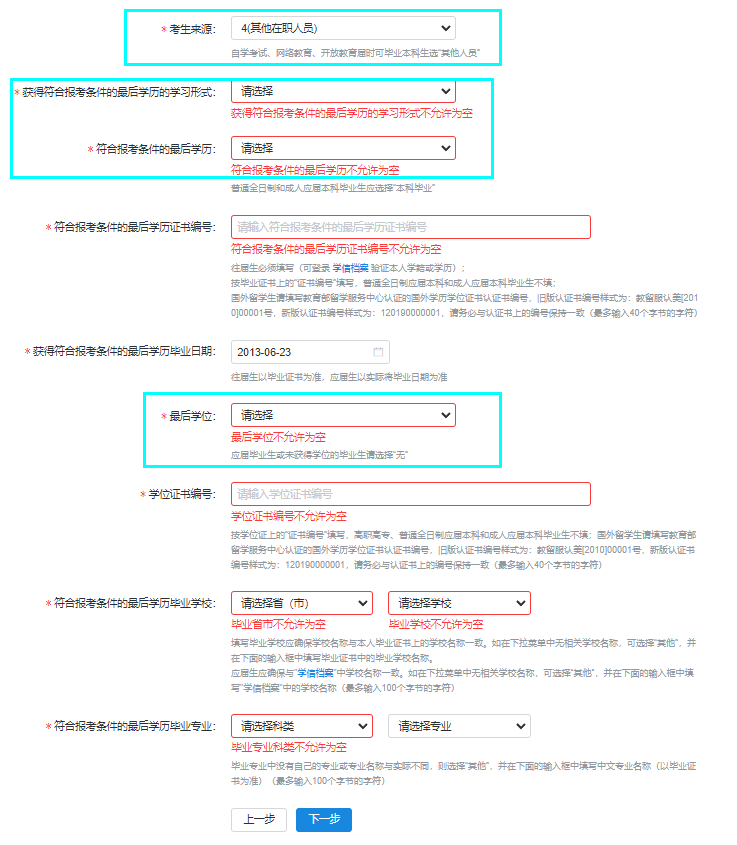 * 考生来源： 4(其他在职人员)
自学考试、网络教育、开放教育届时可毕业本科生选"其他人员"
* 获得符合报考条件的最后学历的学习形式： 请选择
获得符合报考条件的最后学历的学习形式不允许为空
* 符合报考条件的最后学历： 请选择
符合报考条件的最后学历不允许为空
普通全日制和成人应届本科毕业生应选择"本科毕业"
* 符合报考条件的最后学历证书编号： 请输入符合报考条件的最后学历证书编号
符合报考条件的最后学历证书编号不允许为空
往届生必须填写（可登录 学信档案 验证本人学籍或学历）；
按毕业证书上的"证书编号"填写，普通全日制应届本科和成人应届本科毕业生不填；
国外留学生请填写教育部留学服务中心认证的国外学历学位证书认证书编号，旧版认证书编号样式为：教留服认美[201
0]00001号，新版认证书编号样式为：120190000001，请务必与认证书上的编号保持一致（最多输入40个字节的字符）
* 获得符合报考条件的最后学历毕业日期： 2013-06-23
往届生以毕业证书为准，应届生以实际将毕业日期为准
* 最后学位： 请选择
最后学位不允许为空
应届毕业生或未获得学位的毕业生请选择"无"
* 学位证书编号： 请输入学位证书编号
学位证书编号不允许为空
按学位证上的"证书编号"填写，高职高专、普通全日制应届本科和成人应届本科毕业生不填；国外留学生请填写教育部
留学服务中心认证的国外学历学位证书认证书编号，旧版认证书编号样式为：教留服认美[2010]00001号，新版认证书
编号样式为：120190000001，请务必与认证书上的编号保持一致（最多输入40个字节的字符）
* 符合报考条件的最后学历毕业学校： 请选择省（市） 请选择学校
毕业省市不允许为空 毕业学校不允许为空
填写毕业学校应确保学校名称与本人毕业证书上的学校名称一致。如在下拉菜单中无相关学校名称，可选择"其他"，并
在下面的输入框中填写毕业证书中的毕业学校名称。
应届生应确保与"学信档案"中学校名称一致。如在下拉菜单中无相关学校名称，可选择"其他"，并在下面的输入框中填
写"学信档案"中的学校名称（最多输入100个字节的字符）
* 符合报考条件的最后学历毕业专业： 请选择科类 请选择专业
毕业专业科类不允许为空
毕业专业中没有自己的专业或专业名称与实际不同，则选择"其他"，并在下面的输入框中填写中文专业名称（以毕业证
书为准）（最多输入100个字节的字符）
上一步 下一步